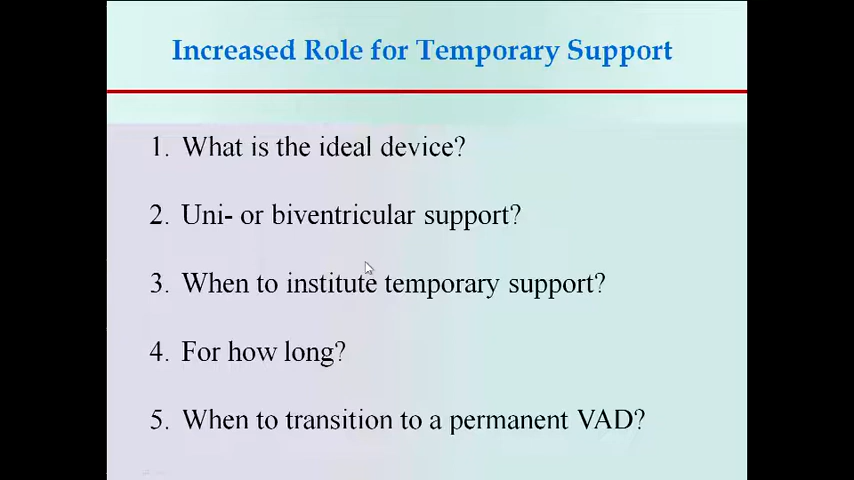 Increased Role for Temporary Support
1. What is the ideal device?
2. Uni- or biventricular support?
3. When to institute temporary support?
4. For how long?
5. When to transition to a permanent VAD?